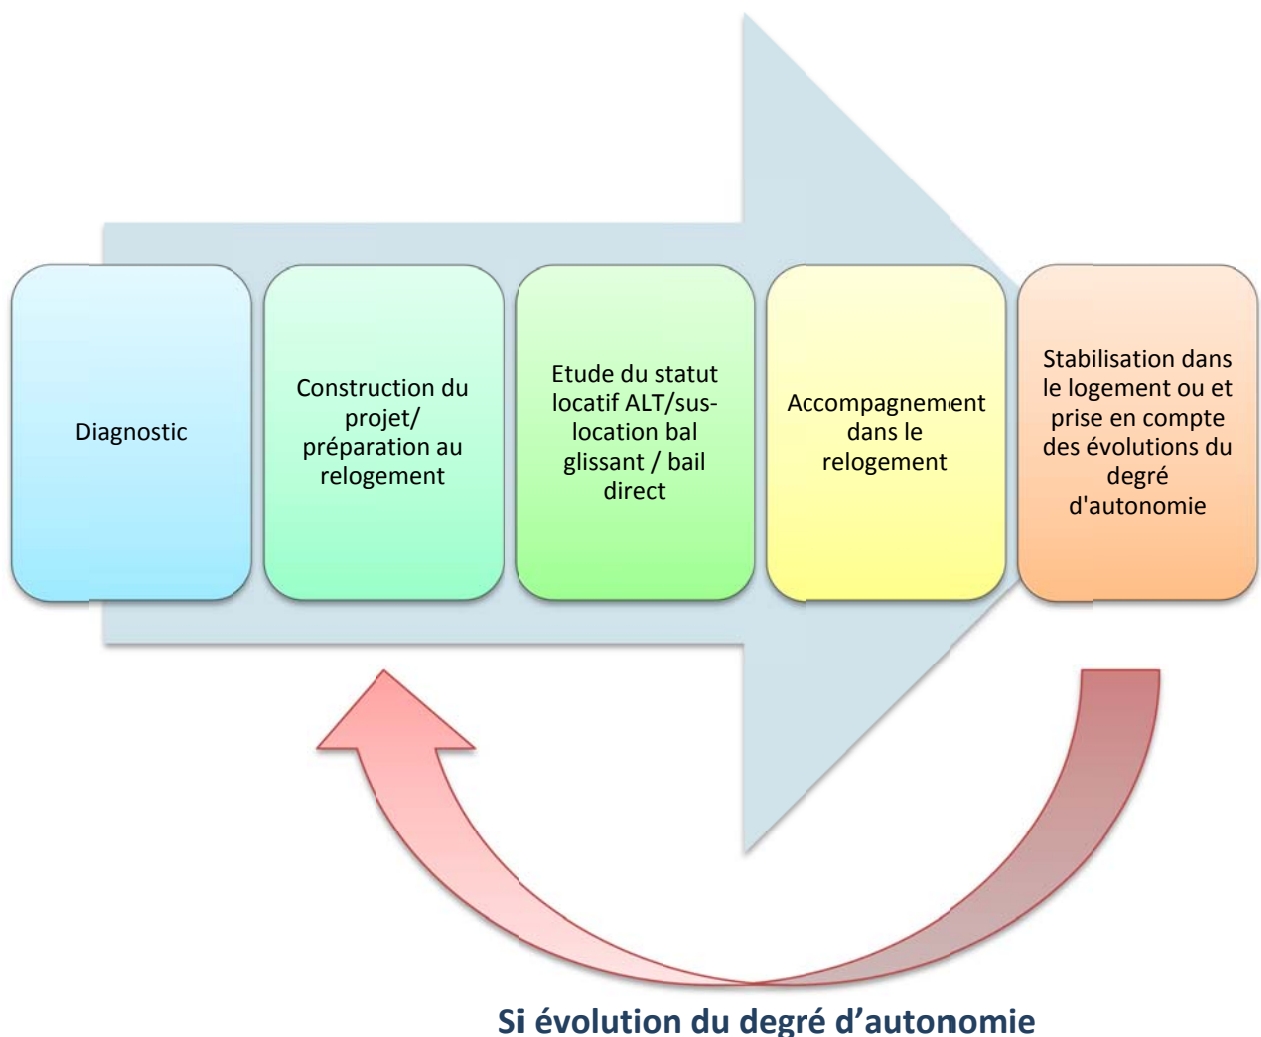 Diagnostic
Construction du
projet/
préparation au
relogement
Etude du statut
locatif ALT/sus-
location bal
glissant / bail
direct
Accompagnement
dans le
relogement
Stabilisation dans
le logement ou et
prise en compte
des évolutions du
degré
d'autonomie
Si évolution du degré d’autonomie